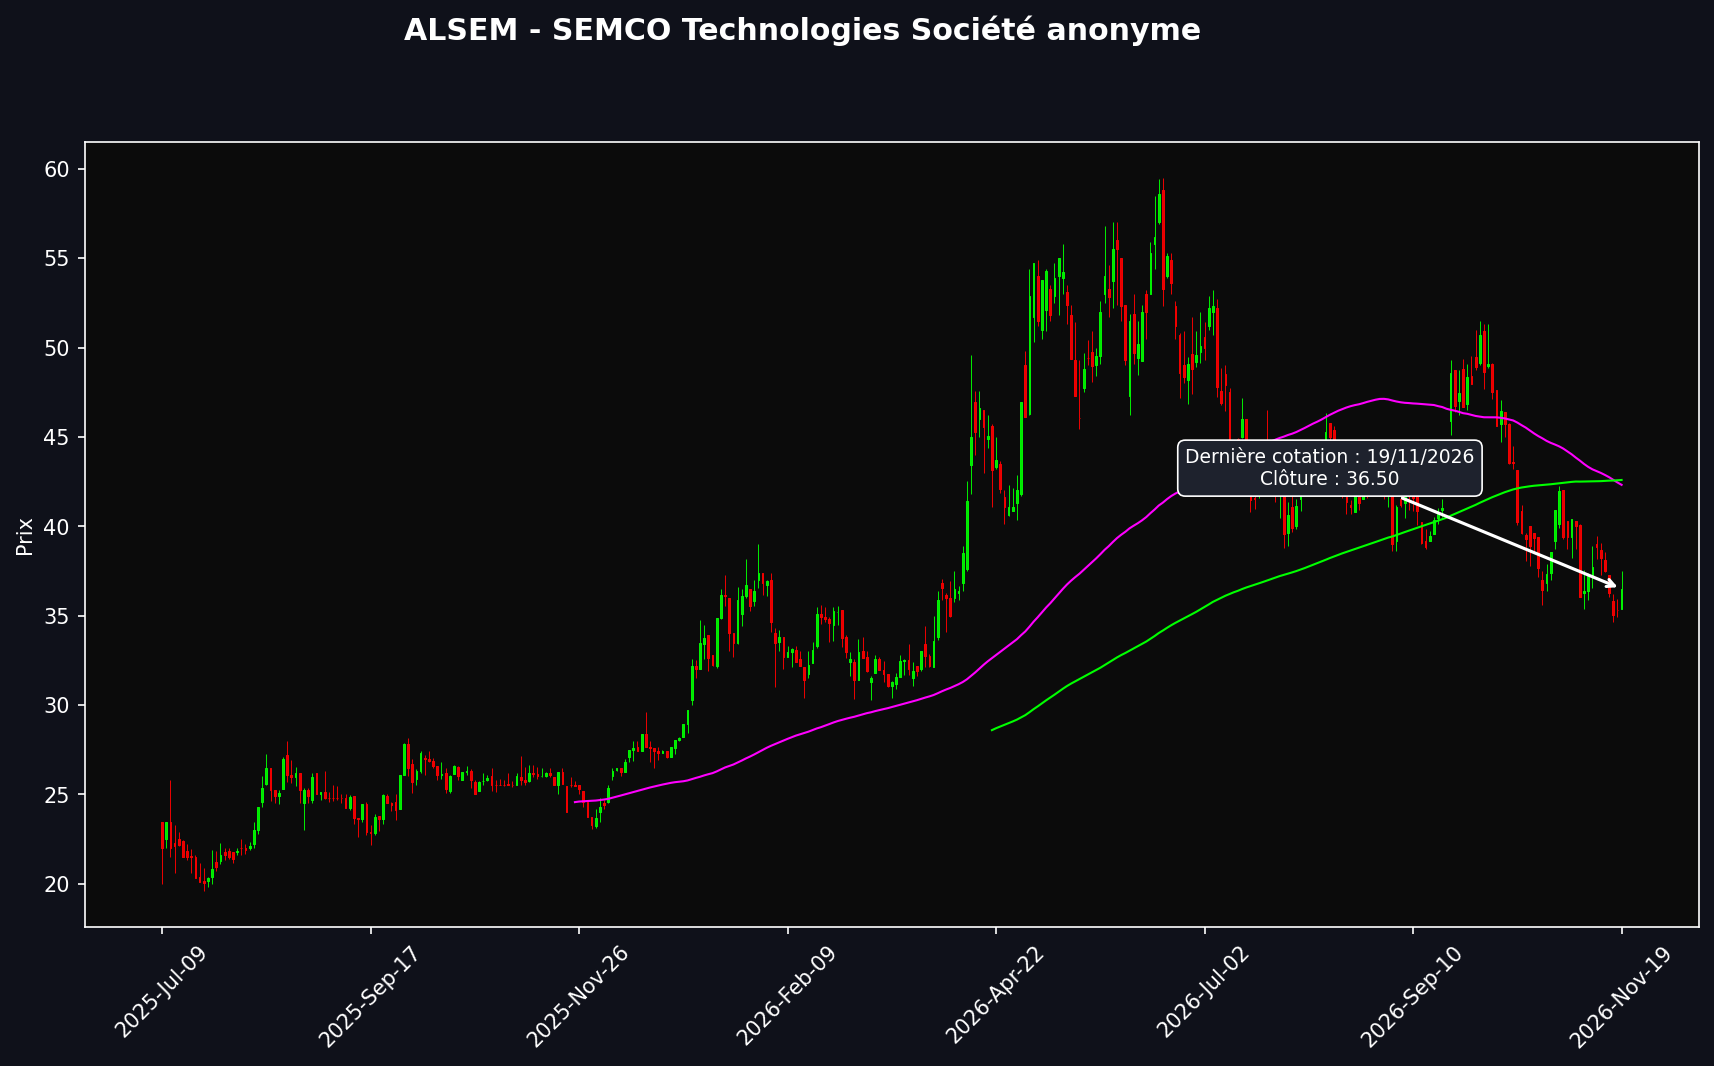 ALSEM - SEMCO Technologies Société anonyme
60
55
50
45
40
35
30
25
20
Prix
Dernière cotation : 19/11/2026
Clôture : 36.50
2025-Jul-09
2025-Sep-17
2025-Nov-26
2026-Feb-09
2026-Apr-22
2026-Jul-02
2026-Sep-10
2026-Nov-19